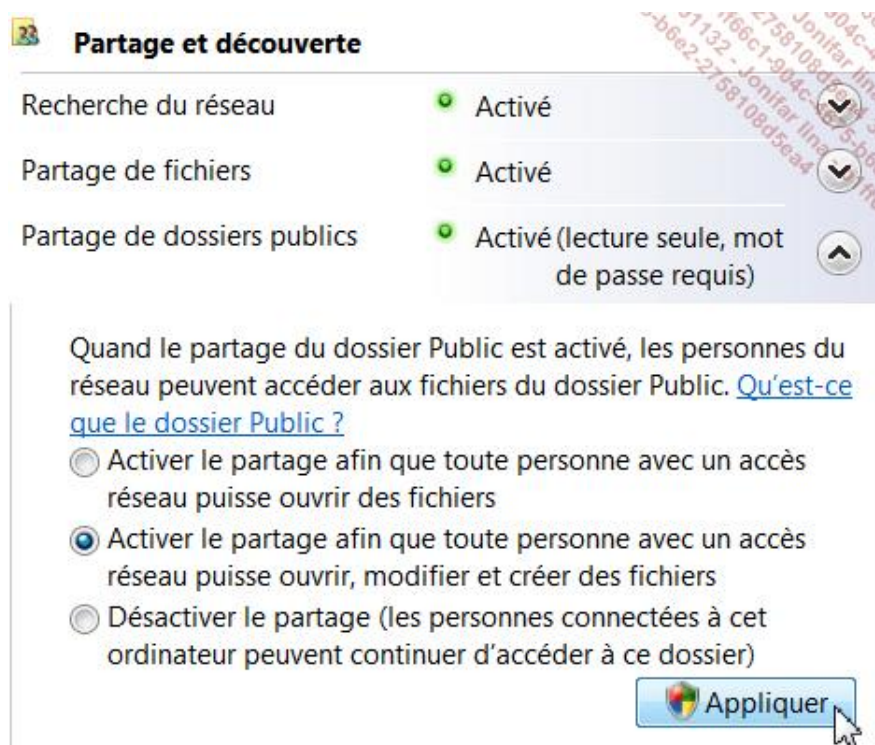 Partage et découverte
Recherche du réseau
Activé
Partage de fichiers
Activé
Partage de dossiers publics
Activé (lecture seule, mot
de passe requis)
Quand le partage du dossier Public est activé, les personnes du
réseau peuvent accéder aux fichiers du dossier Public. Qu'est-ce
que le dossier Public ?
Activer le partage afin que toute personne avec un accès
réseau puisse ouvrir des fichiers
Activer le partage afin que toute personne avec un accès
réseau puisse ouvrir, modifier et créer des fichiers
Désactiver le partage (les personnes connectées à cet
ordinateur peuvent continuer d'accéder à ce dossier)
Appliquer